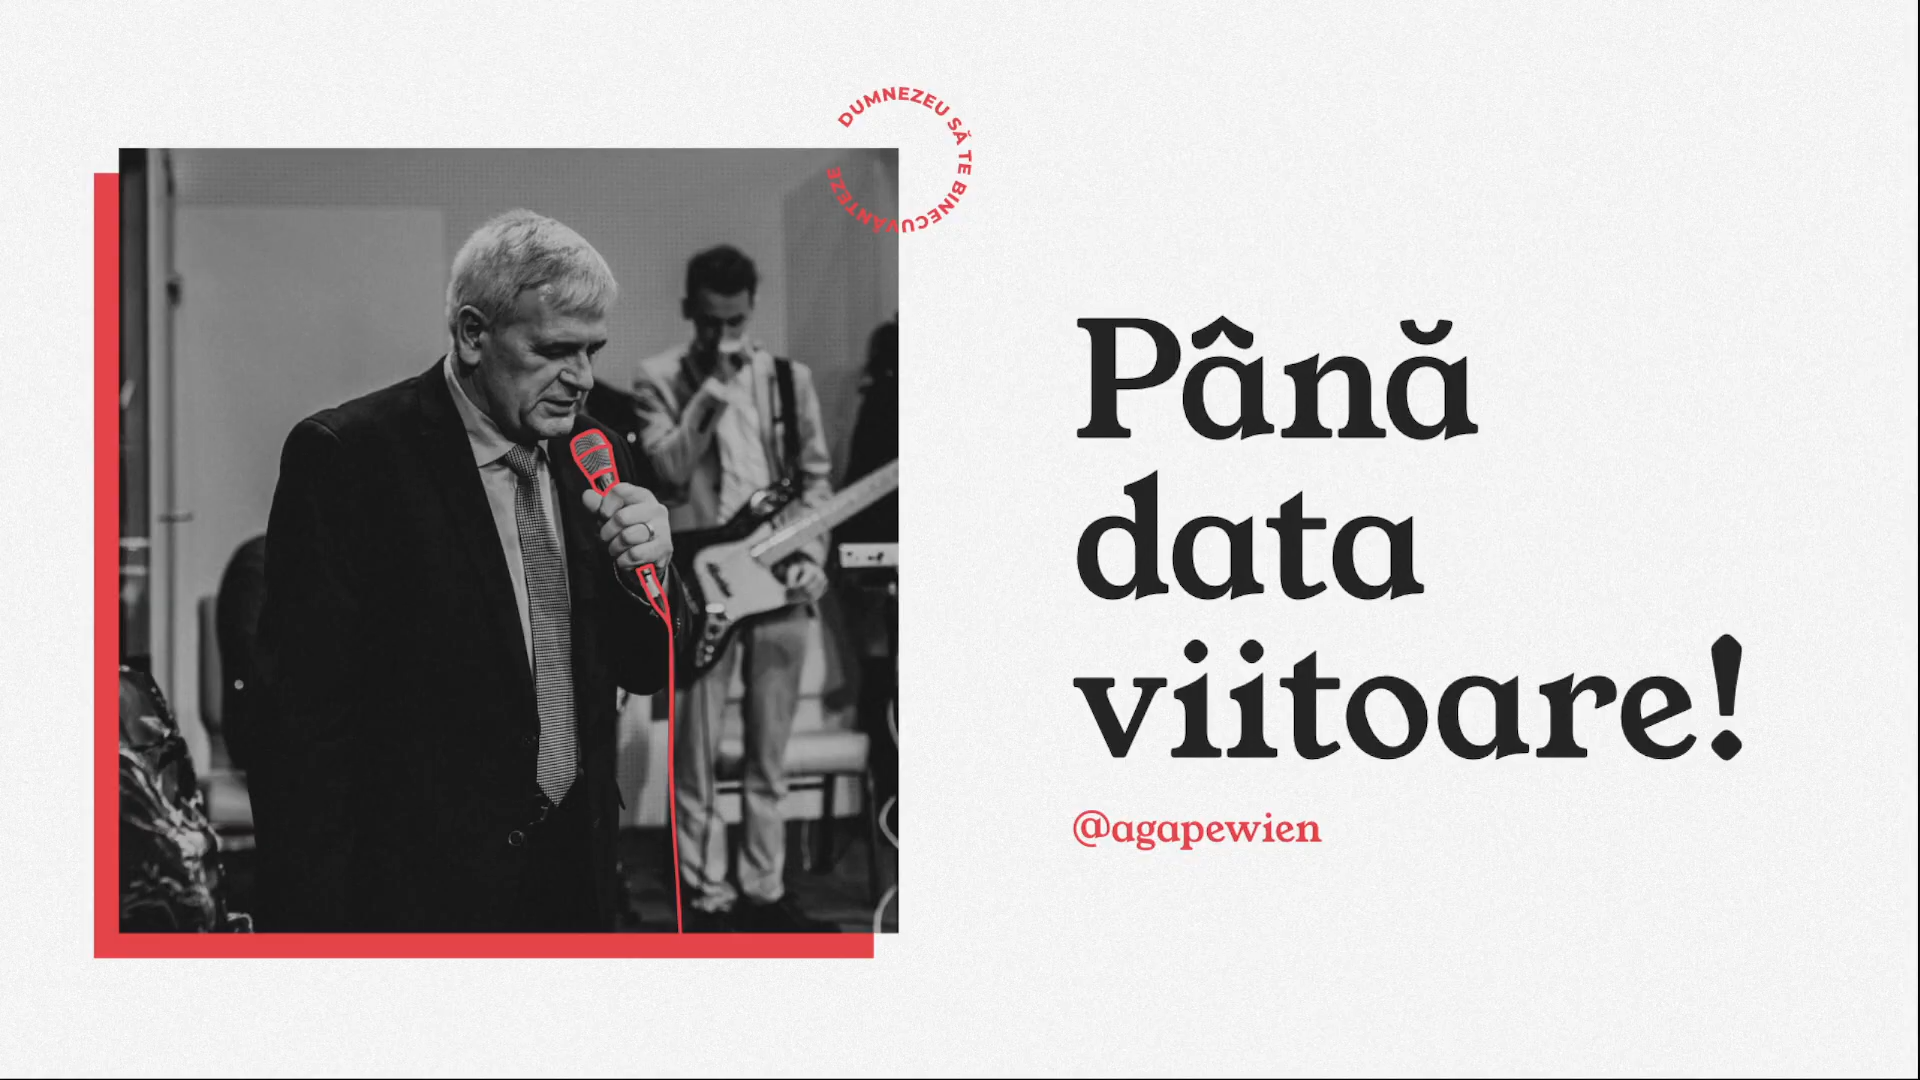 DUMNEZEU SĂ TE BINECUVÂNTEZE
Până
data
viitoare!
@agapewien